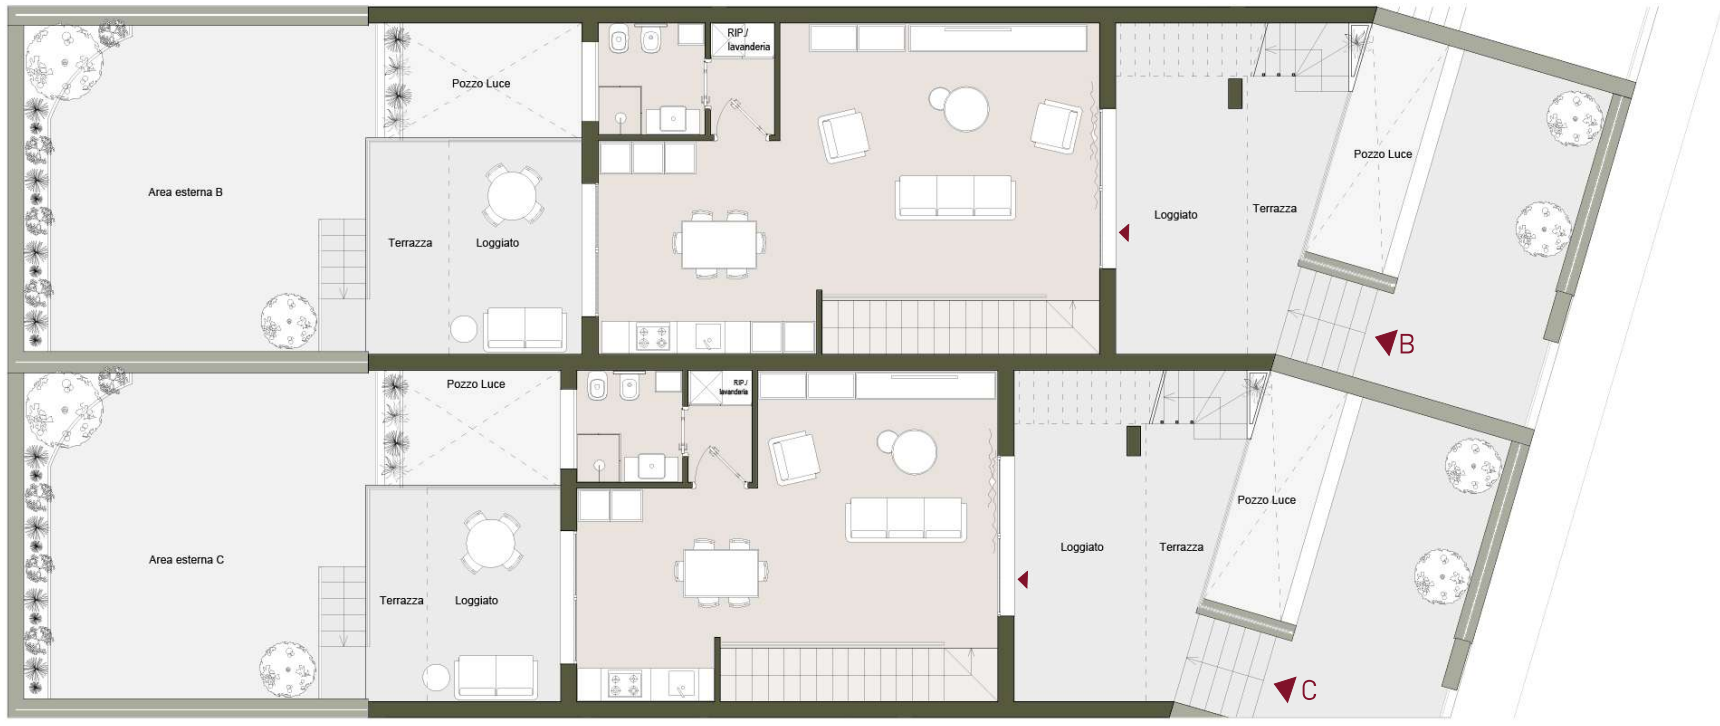 RIP./
lavanderia
Pozzo Luce
Pozzo Luce
Area esterna B
Loggiato
Terrazza
Terrazza
Loggiato
B
Pozzo Luce
RIP./
lavanderia
Pozzo Luce
Loggiato
Terrazza
Area esterna C
Terrazza
Loggiato
C